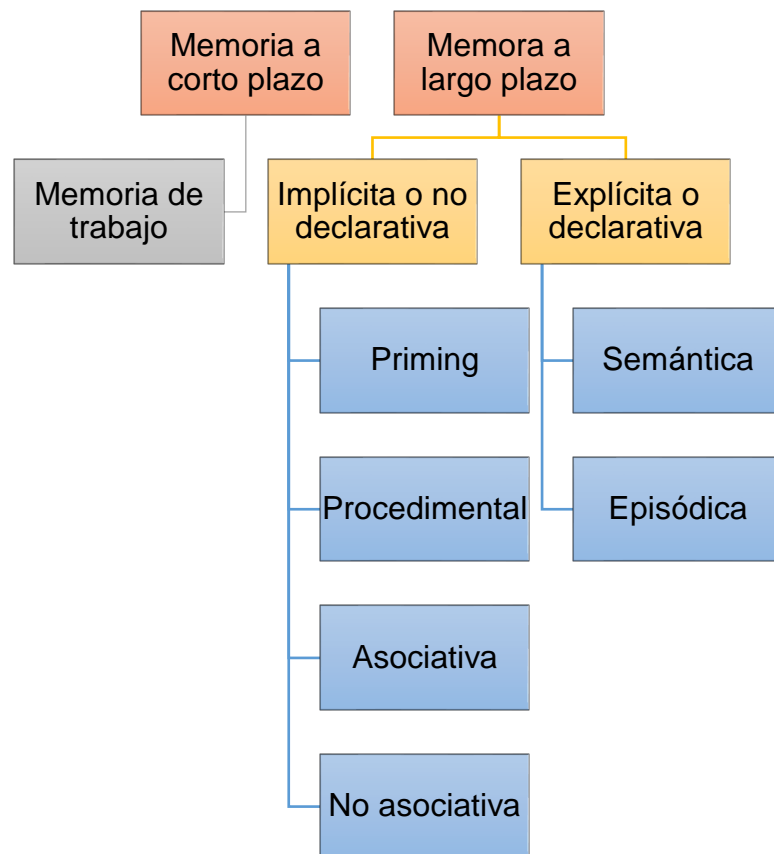 Memoria a
corto plazo
Memora a
largo plazo
Memoria de
trabajo
Implícita o no
declarativa
Explícita o
declarativa
Priming
Semántica
Procedimental
Episódica
Asociativa
No asociativa